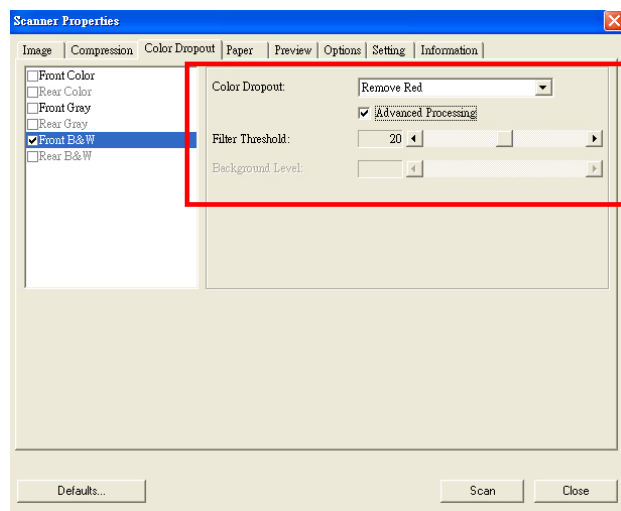 Scanner Properties
Image Compression Color Dropout Paper Preview Options Setting Information
Front Color
Rear Color
Front Gray
Rear Gray
Front B&W
Rear B&W
Color Dropout: Remove Red
Advanced Processing
Filter Threshold: 20
Background Level:
Defaults... Scan Close